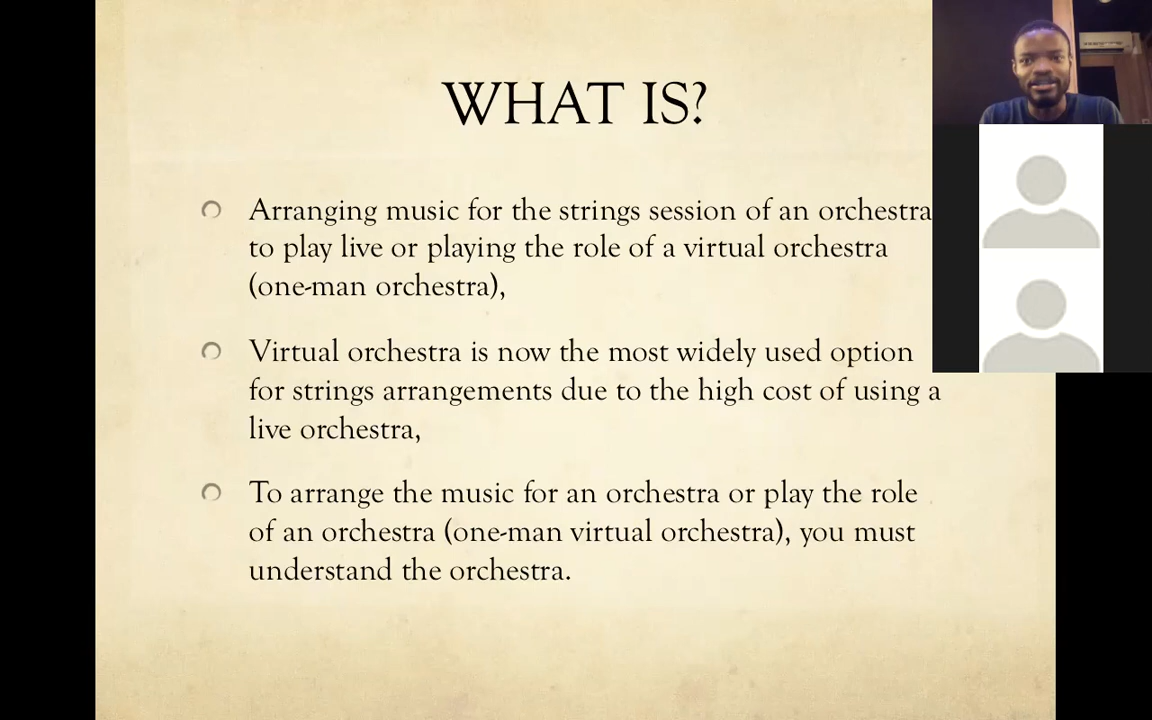 WHAT IS?
Arranging music for the strings session of an orchestra
to play live or playing the role of a virtual orchestra
(one-man orchestra),
Virtual orchestra is now the most widely used option
for strings arrangements due to the high cost of using a
live orchestra,
To arrange the music for an orchestra or play the role
of an orchestra (one-man virtual orchestra), you must
understand the orchestra.